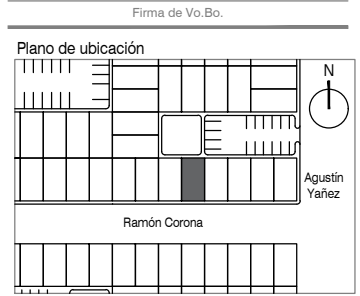 Firma de Vo.Bo.
Plano de ubicación
N
Agustín
Yañez
Ramón Corona